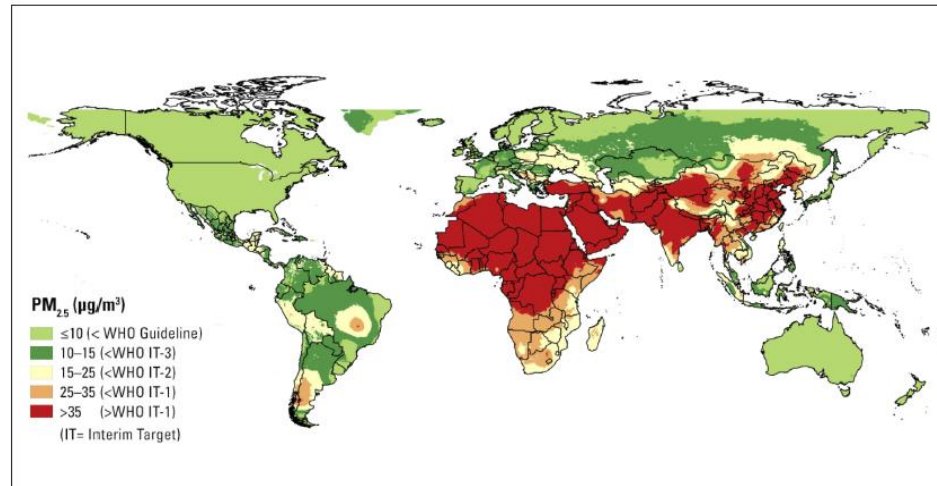 PM2.5 (µg/m³)
≤10 (< WHO Guideline)
10–15 (<WHO IT-3)
15–25 (<WHO IT-2)
25–35 (<WHO IT-1)
>35 (>WHO IT-1)
(IT= Interim Target)